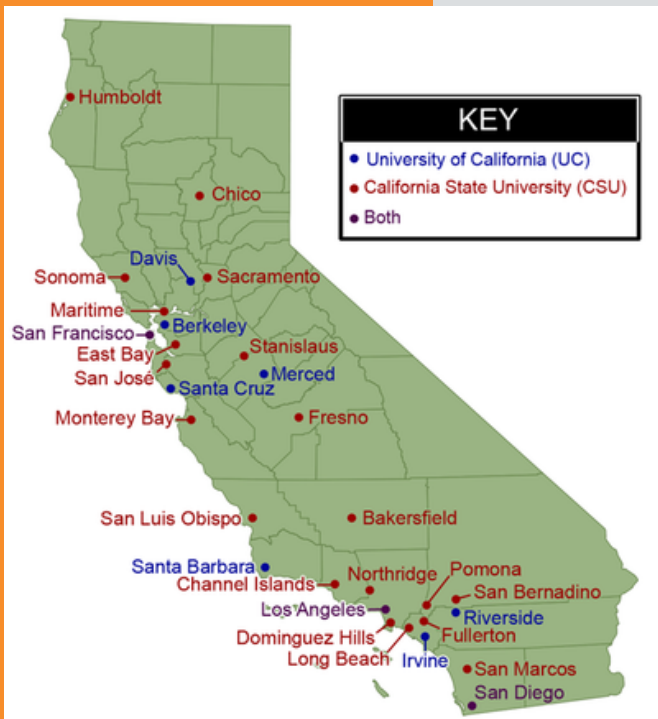 Humboldt
KEY
University of California (UC)
California State University (CSU)
Both
Chico
Davis
Sonoma
Sacramento
Maritime
Berkeley
San Francisco
East Bay
Stanislaus
San José
Merced
Santa Cruz
Monterey Bay
Fresno
San Luis Obispo
Bakersfield
Santa Barbara
Channel Islands
Northridge
Pomona
San Bernadino
Los Angeles
Riverside
Dominguez Hills
Fullerton
Long Beach
Irvine
San Marcos
San Diego